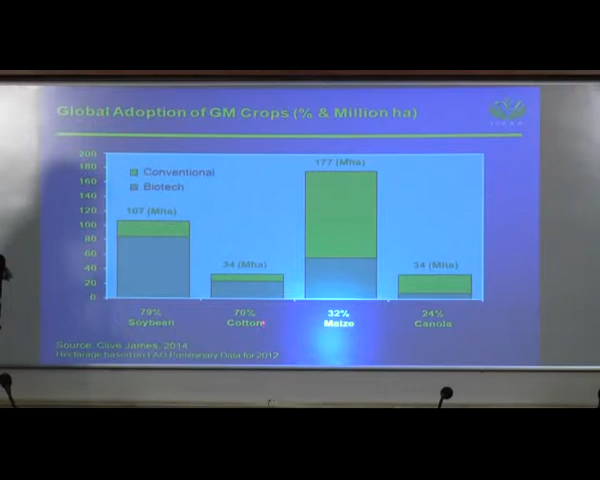 Global Adoption of GM Crops (% & Million ha)
200
180
160
140
120
100
80
60
40
20
0
Conventional
Biotech
107 (Mha)
34 (Mha)
177 (Mha)
34 (Mha)
79%
70%
32%
24%
Soybean
Cotton
Maize
Canola
Source: Clive James, 2014
Hectarage based on FAO Preliminary Data for 2012